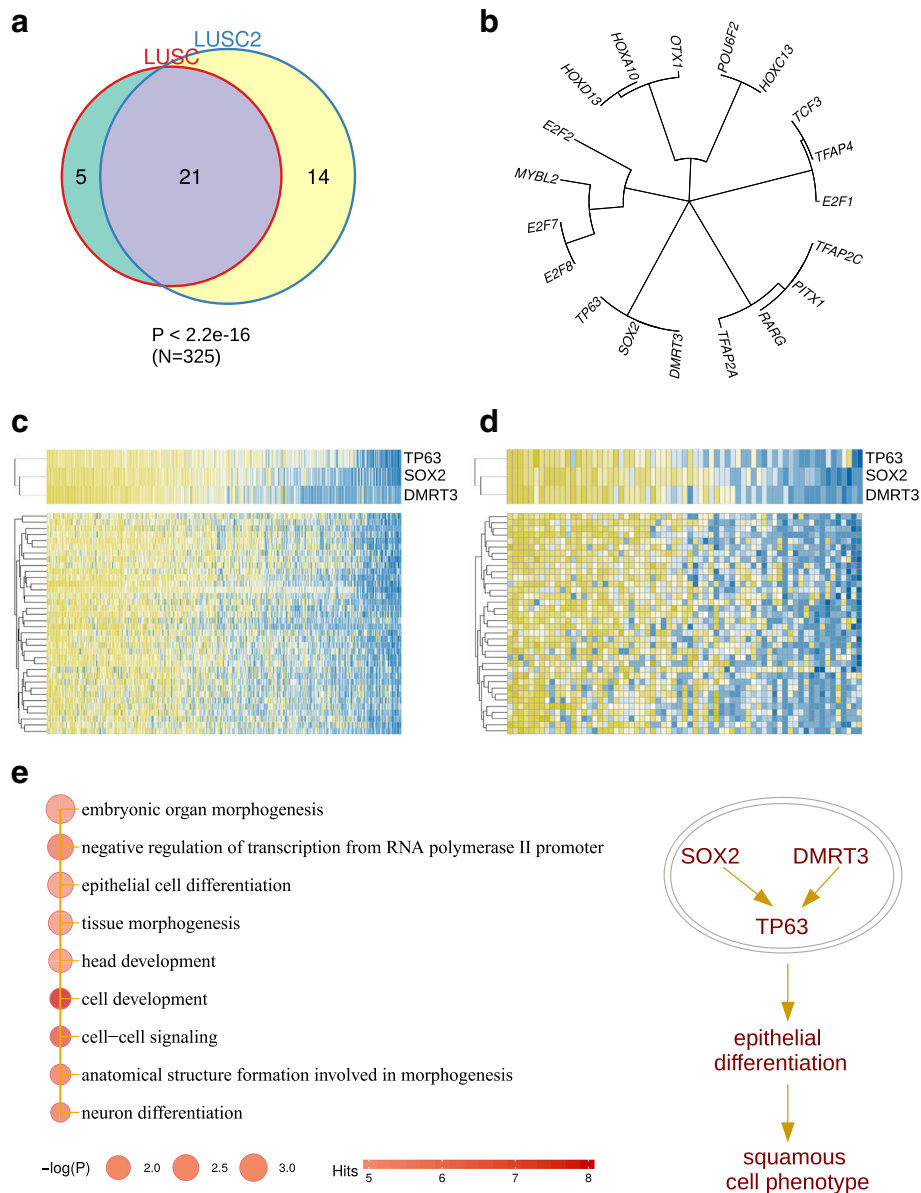 a
LUSC2
LUSC
5
21
14
P < 2.2e-16
(N=325)
b
OTX1
HOXA10
HOXD13
POU6F2
HOXC13
TCF3
TFAP4
E2F1
E2F2
MYBL2
E2F7
E2F8
TP63
SOX2
DMRT3
TFAP2A
RARG
PITX1
TFAP2C
c
TP63
SOX2
DMRT3
d
TP63
SOX2
DMRT3
e
embryonic organ morphogenesis
negative regulation of transcription from RNA polymerase II promoter
epithelial cell differentiation
tissue morphogenesis
head development
cell development
cell−cell signaling
anatomical structure formation involved in morphogenesis
neuron differentiation
−log(P) 2.0 2.5 3.0
Hits 5 6 7 8
SOX2 DMRT3
TP63
epithelial
differentiation
squamous
cell phenotype